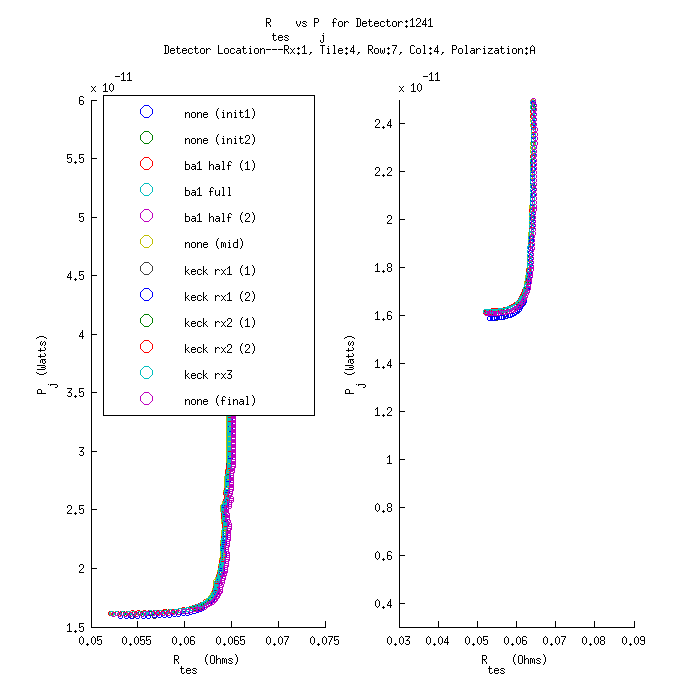 R    vs P  for Detector:1241
tes     j
Detector Location---Rx:1, Tile:4, Row:7, Col:4, Polarization:A
x 10^-11
6
5.5
5
4.5
4
3.5
3
2.5
2
1.5
P_j (Watts)
none (init1)
none (init2)
ba1 half (1)
ba1 full
ba1 half (2)
none (mid)
keck rx1 (1)
keck rx1 (2)
keck rx2 (1)
keck rx2 (2)
keck rx3
none (final)
0.05 0.055 0.06 0.065 0.07 0.075
R_tes (Ohms)
x 10^-11
2.4
2.2
2
1.8
1.6
1.4
1.2
1
0.8
0.6
0.4
P_j (Watts)
0.03 0.04 0.05 0.06 0.07 0.08 0.09
R_tes (Ohms)